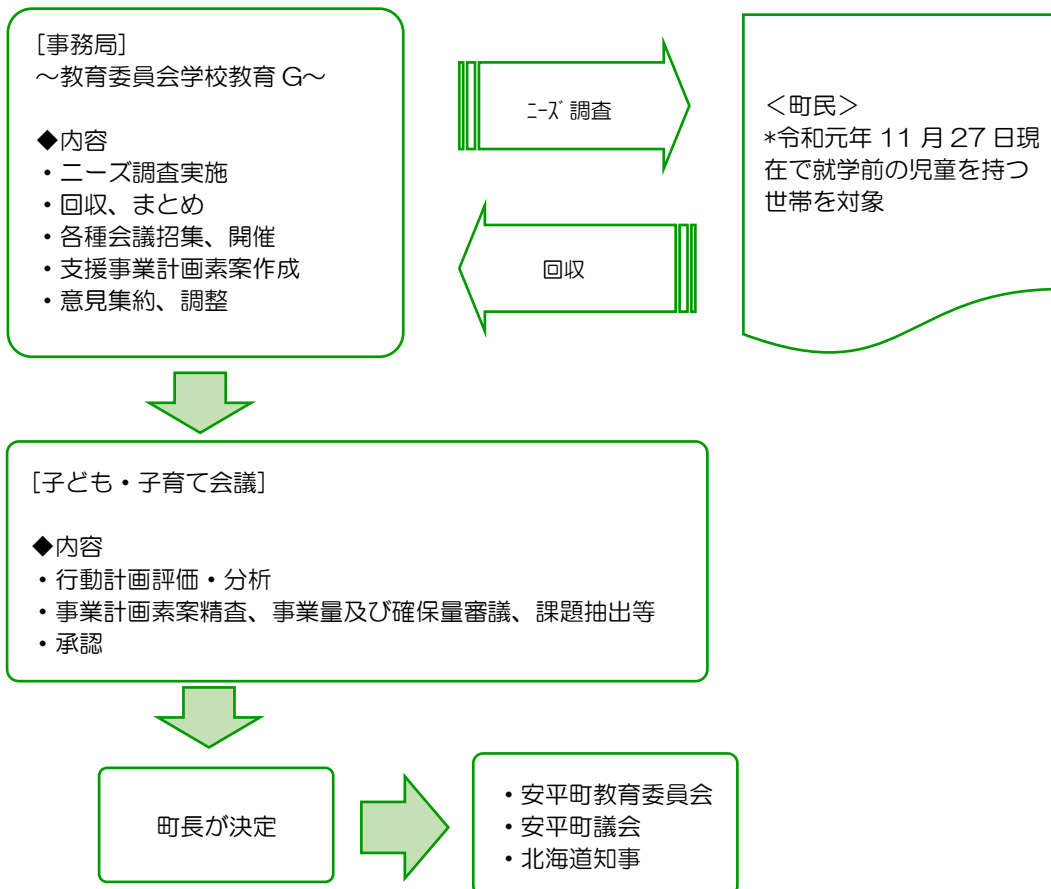 [事務局]
～教育委員会学校教育 G～
◆内容
・ニーズ調査実施
・回収、まとめ
・各種会議招集、開催
・支援事業計画素案作成
・意見集約、調整
ﾆｰｽﾞ調査
回収
＜町民＞
*令和元年 11 月 27 日現
在で就学前の児童を持つ
世帯を対象
[子ども・子育て会議]
◆内容
・行動計画評価・分析
・事業計画素案精査、事業量及び確保量審議、課題抽出等
・承認
町長が決定
・安平町教育委員会
・安平町議会
・北海道知事